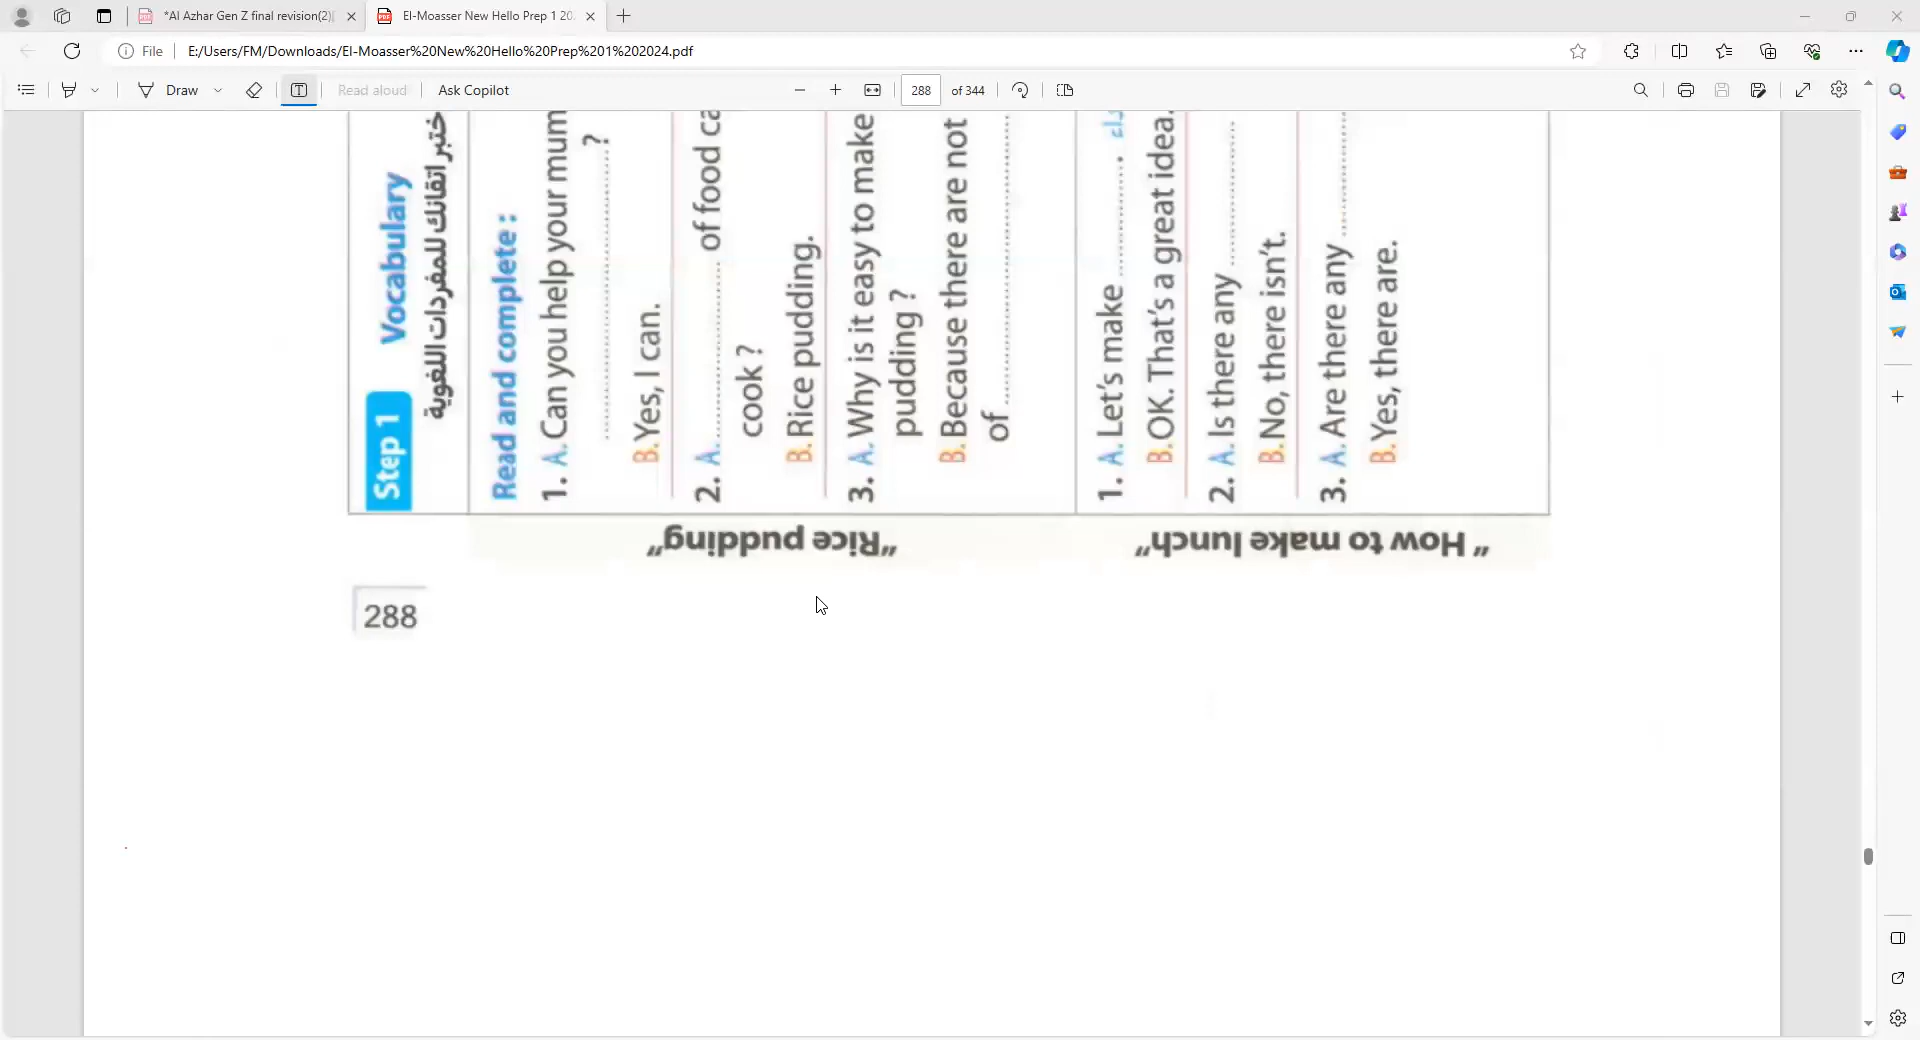 *Al Azhar Gen Z final revision(2)
El-Moasser New Hello Prep 1 20
File
E:/Users/FM/Downloads/El-Moasser%20New%20Hello%20Prep%201%202024.pdf
Draw
Read aloud
Ask Copilot
288
of 344
Step 1
Vocabulary
ختبر اتقانك للمفردات اللغوية
Read and complete :
1. A. Can you help your mum
.................... ?
B. Yes, I can.
2. A. .................... of food ca
cook ?
B. Rice pudding.
3. A. Why is it easy to make
pudding ?
B. Because there are not
of ....................
"Rice pudding"
1. A. Let's make .................... .
B. OK. That's a great idea.
2. A. Is there any ....................
B. No, there isn't.
3. A. Are there any ....................
B. Yes, there are.
" How to make lunch"
288